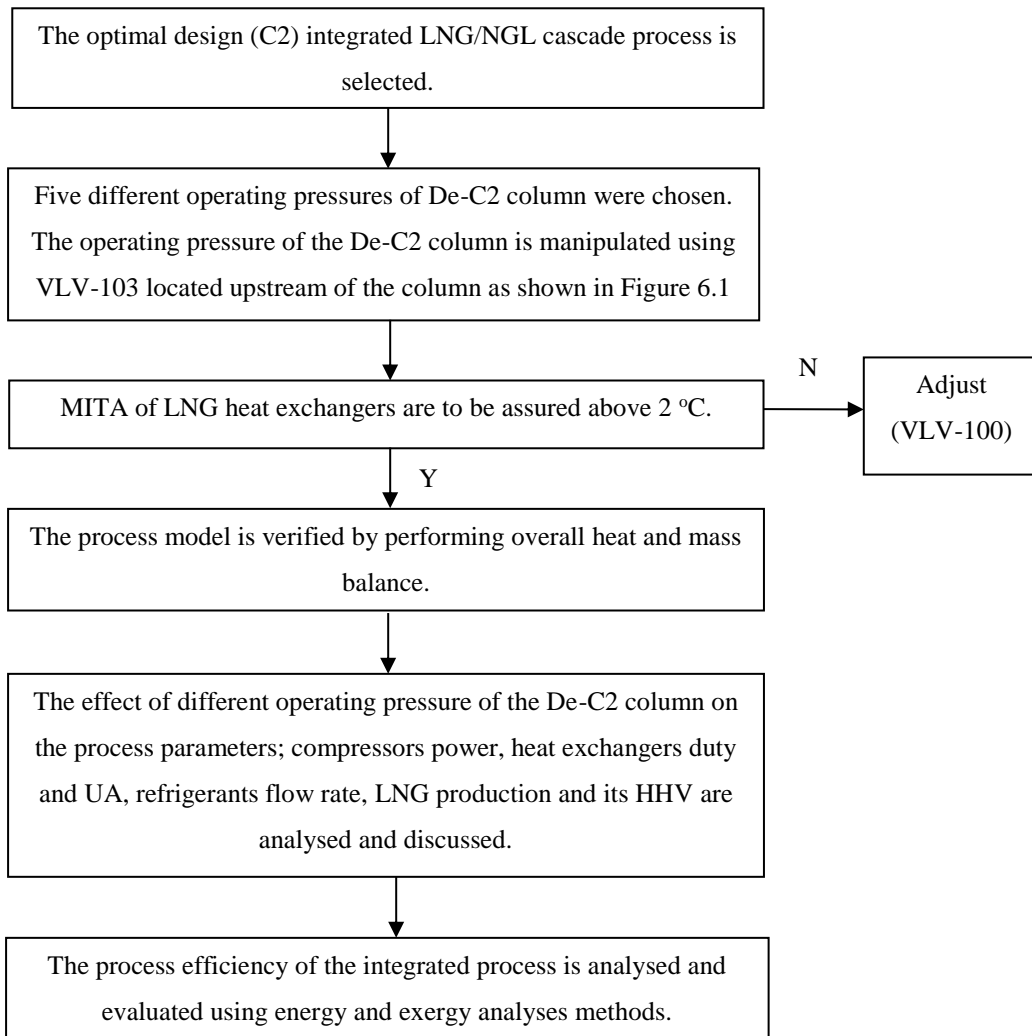 The optimal design (C2) integrated LNG/NGL cascade process is
selected.
Five different operating pressures of De-C2 column were chosen.
The operating pressure of the De-C2 column is manipulated using
VLV-103 located upstream of the column as shown in Figure 6.1
MITA of LNG heat exchangers are to be assured above 2 °C.
N
Adjust
(VLV-100)
Y
The process model is verified by performing overall heat and mass
balance.
The effect of different operating pressure of the De-C2 column on
the process parameters; compressors power, heat exchangers duty
and UA, refrigerants flow rate, LNG production and its HHV are
analysed and discussed.
The process efficiency of the integrated process is analysed and
evaluated using energy and exergy analyses methods.